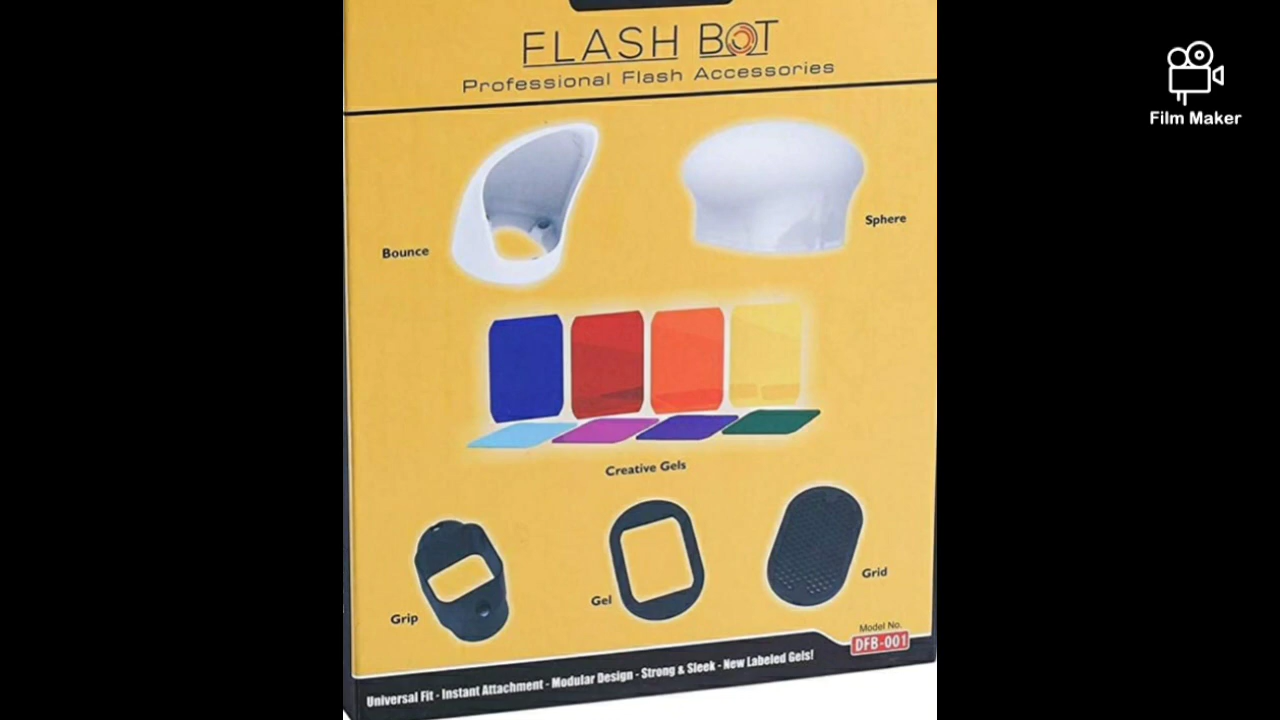 FLASH BOT
Professional Flash Accessories
Film Maker
Bounce
Sphere
Creative Gels
Grip
Gel
Grid
Model No.
DFB-001
Universal Fit - Instant Attachment - Modular Design - Strong & Sleek - New Labeled Gels!